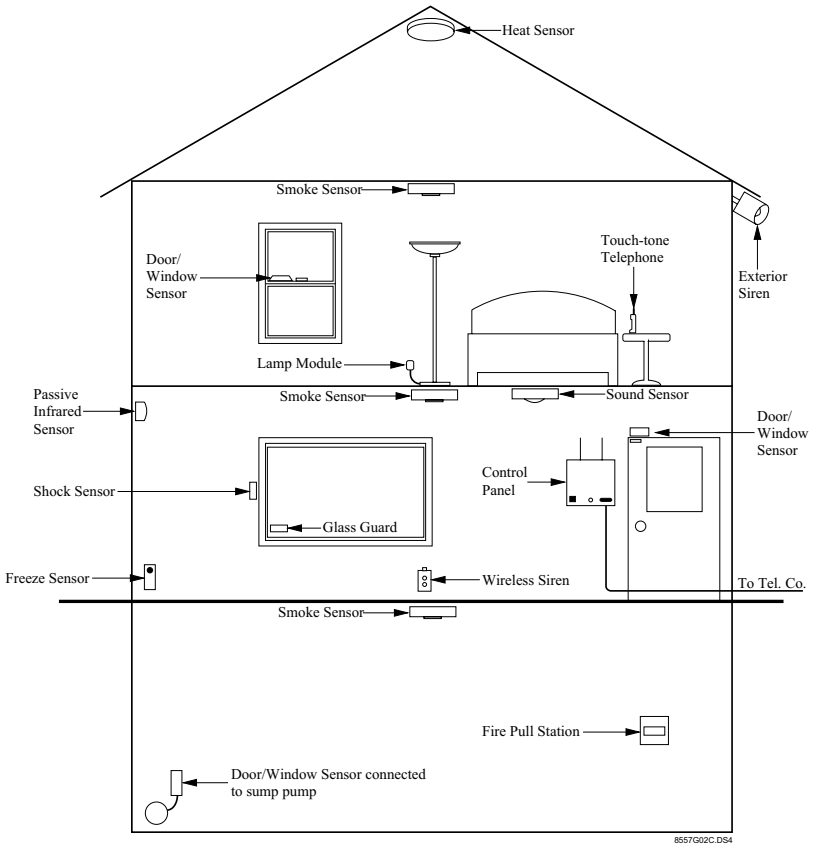 Heat Sensor
Smoke Sensor
Door/
Window
Sensor
Touch-tone
Telephone
Exterior
Siren
Lamp Module
Passive
Infrared
Sensor
Smoke Sensor
Sound Sensor
Door/
Window
Sensor
Control
Panel
Shock Sensor
Glass Guard
Freeze Sensor
Wireless Siren
To Tel. Co.
Smoke Sensor
Fire Pull Station
Door/Window Sensor connected
to sump pump
8557G02C.DS4